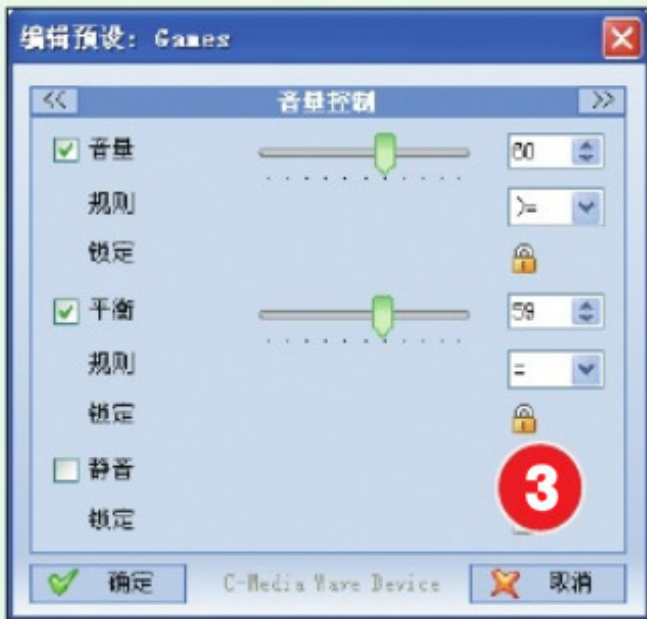 编辑预设: Games
<< 音量控制 >>
音量 60
规则 >=
锁定
平衡 59
规则 =
锁定
静音
3
锁定
确定 C-Media Wave Device 取消